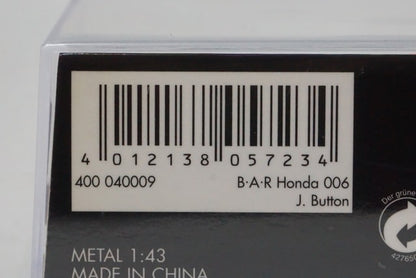 4 012138 057234
400 040009 B·A·R Honda 006
J. Button
METAL 1:43
MADE IN CHINA
Der grüne